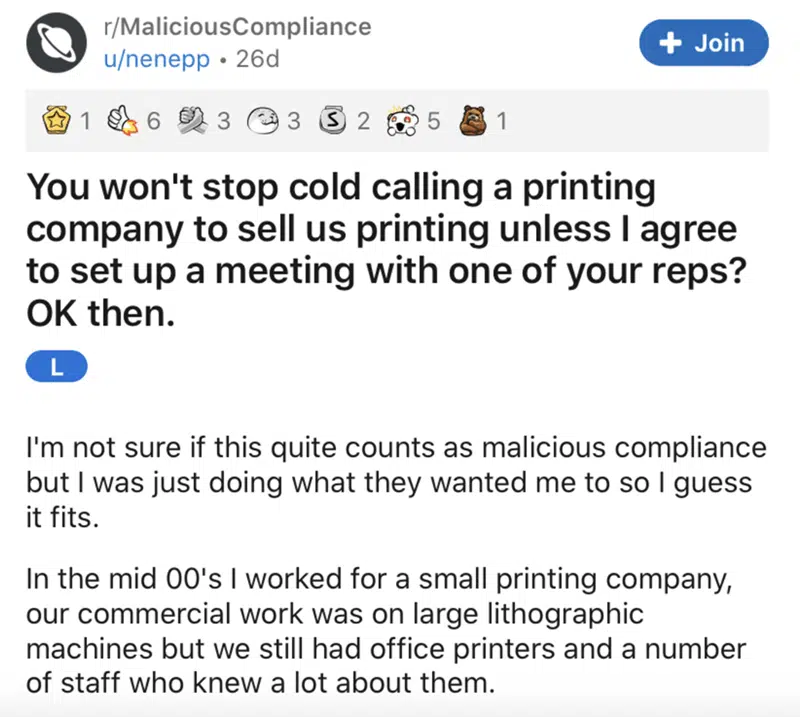 r/MaliciousCompliance
u/nenepp • 26d
+ Join
1 6 3 3 S 2 5 1
You won't stop cold calling a printing
company to sell us printing unless I agree
to set up a meeting with one of your reps?
OK then.
L
I'm not sure if this quite counts as malicious compliance
but I was just doing what they wanted me to so I guess
it fits.
In the mid 00's I worked for a small printing company,
our commercial work was on large lithographic
machines but we still had office printers and a number
of staff who knew a lot about them.